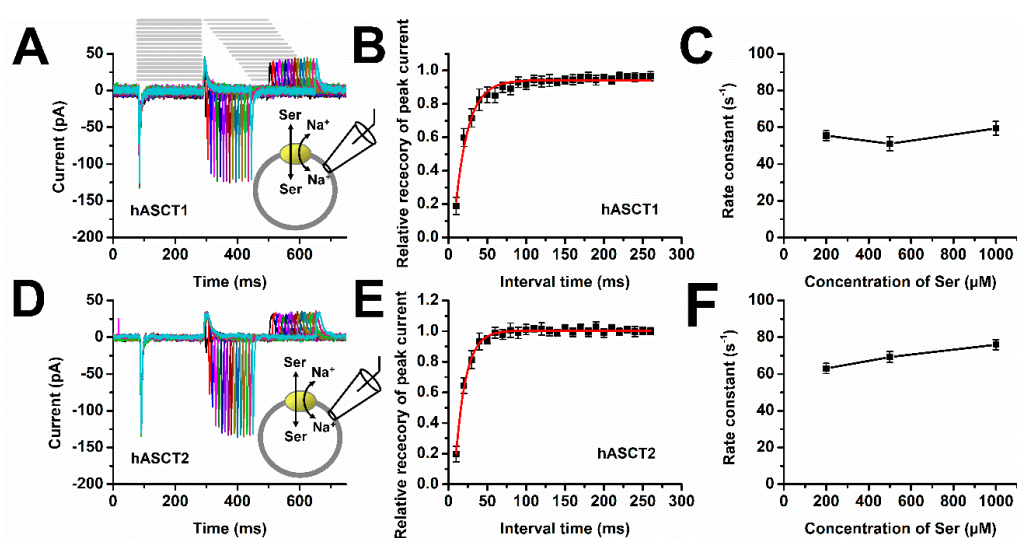 A
50
25
0
-50
-100
-150
-200
Current (pA)
0
200
400
600
Time (ms)
hASCT1
Ser
Na⁺
Ser
Na⁺
B
Relative rececory of peak current
1.0
0.8
0.6
0.4
0.2
0.0
0
50
100
150
200
250
300
Interval time (ms)
hASCT1
C
Rate constant (s⁻¹)
100
80
60
40
20
0
200
400
600
800
1000
Concentration of Ser (µM)
D
50
25
0
-50
-100
-150
-200
Current (pA)
0
200
400
600
Time (ms)
hASCT2
Ser
Na⁺
Ser
Na⁺
E
Relative rececory of peak current
1.2
1.0
0.8
0.6
0.4
0.2
0.0
0
50
100
150
200
250
300
Interval time (ms)
hASCT2
F
Rate constant (s⁻¹)
100
80
60
40
20
0
200
400
600
800
1000
Concentration of Ser (µM)